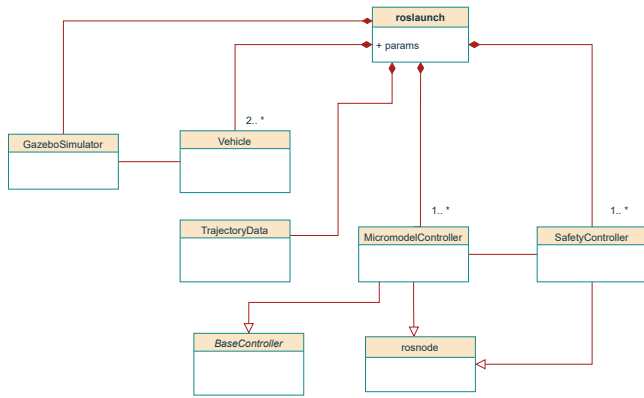 roslaunch
+ params
2.. *
GazeboSimulator
Vehicle
1.. *
1.. *
TrajectoryData
MicromodelController
SafetyController
BaseController
rosnode